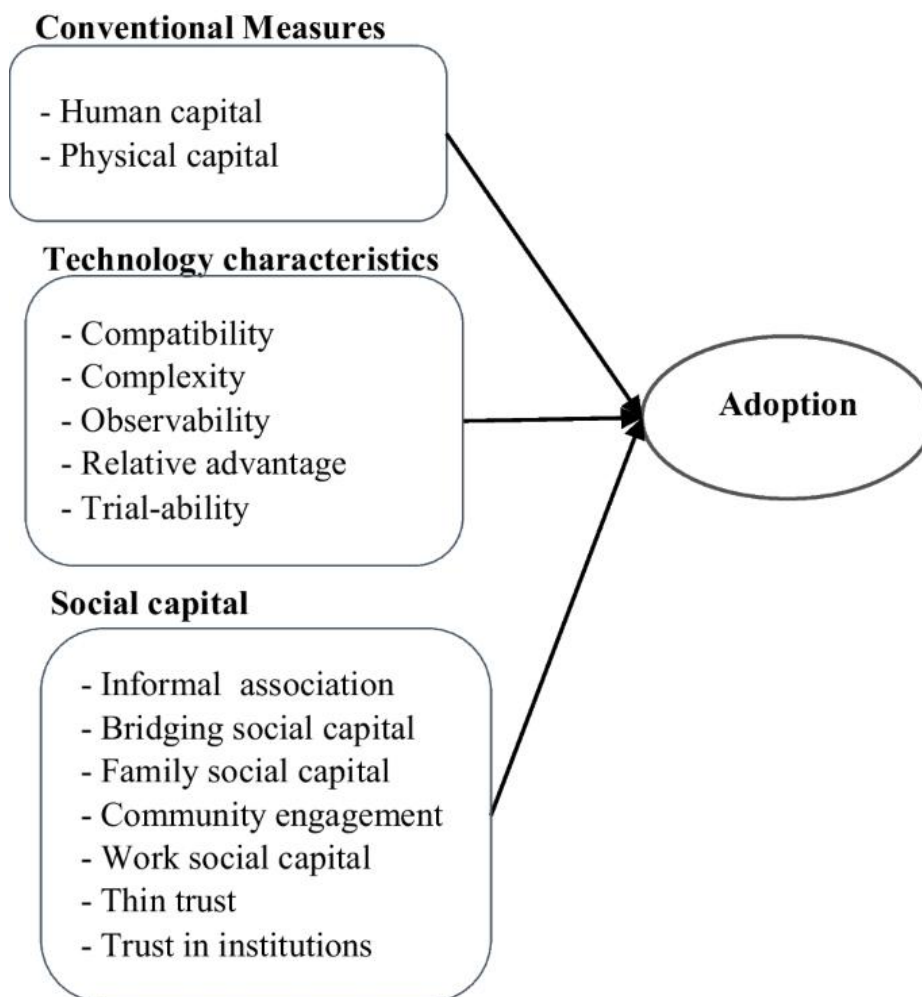 Conventional Measures
- Human capital
- Physical capital
Technology characteristics
- Compatibility
- Complexity
- Observability
- Relative advantage
- Trial-ability
Adoption
Social capital
- Informal association
- Bridging social capital
- Family social capital
- Community engagement
- Work social capital
- Thin trust
- Trust in institutions